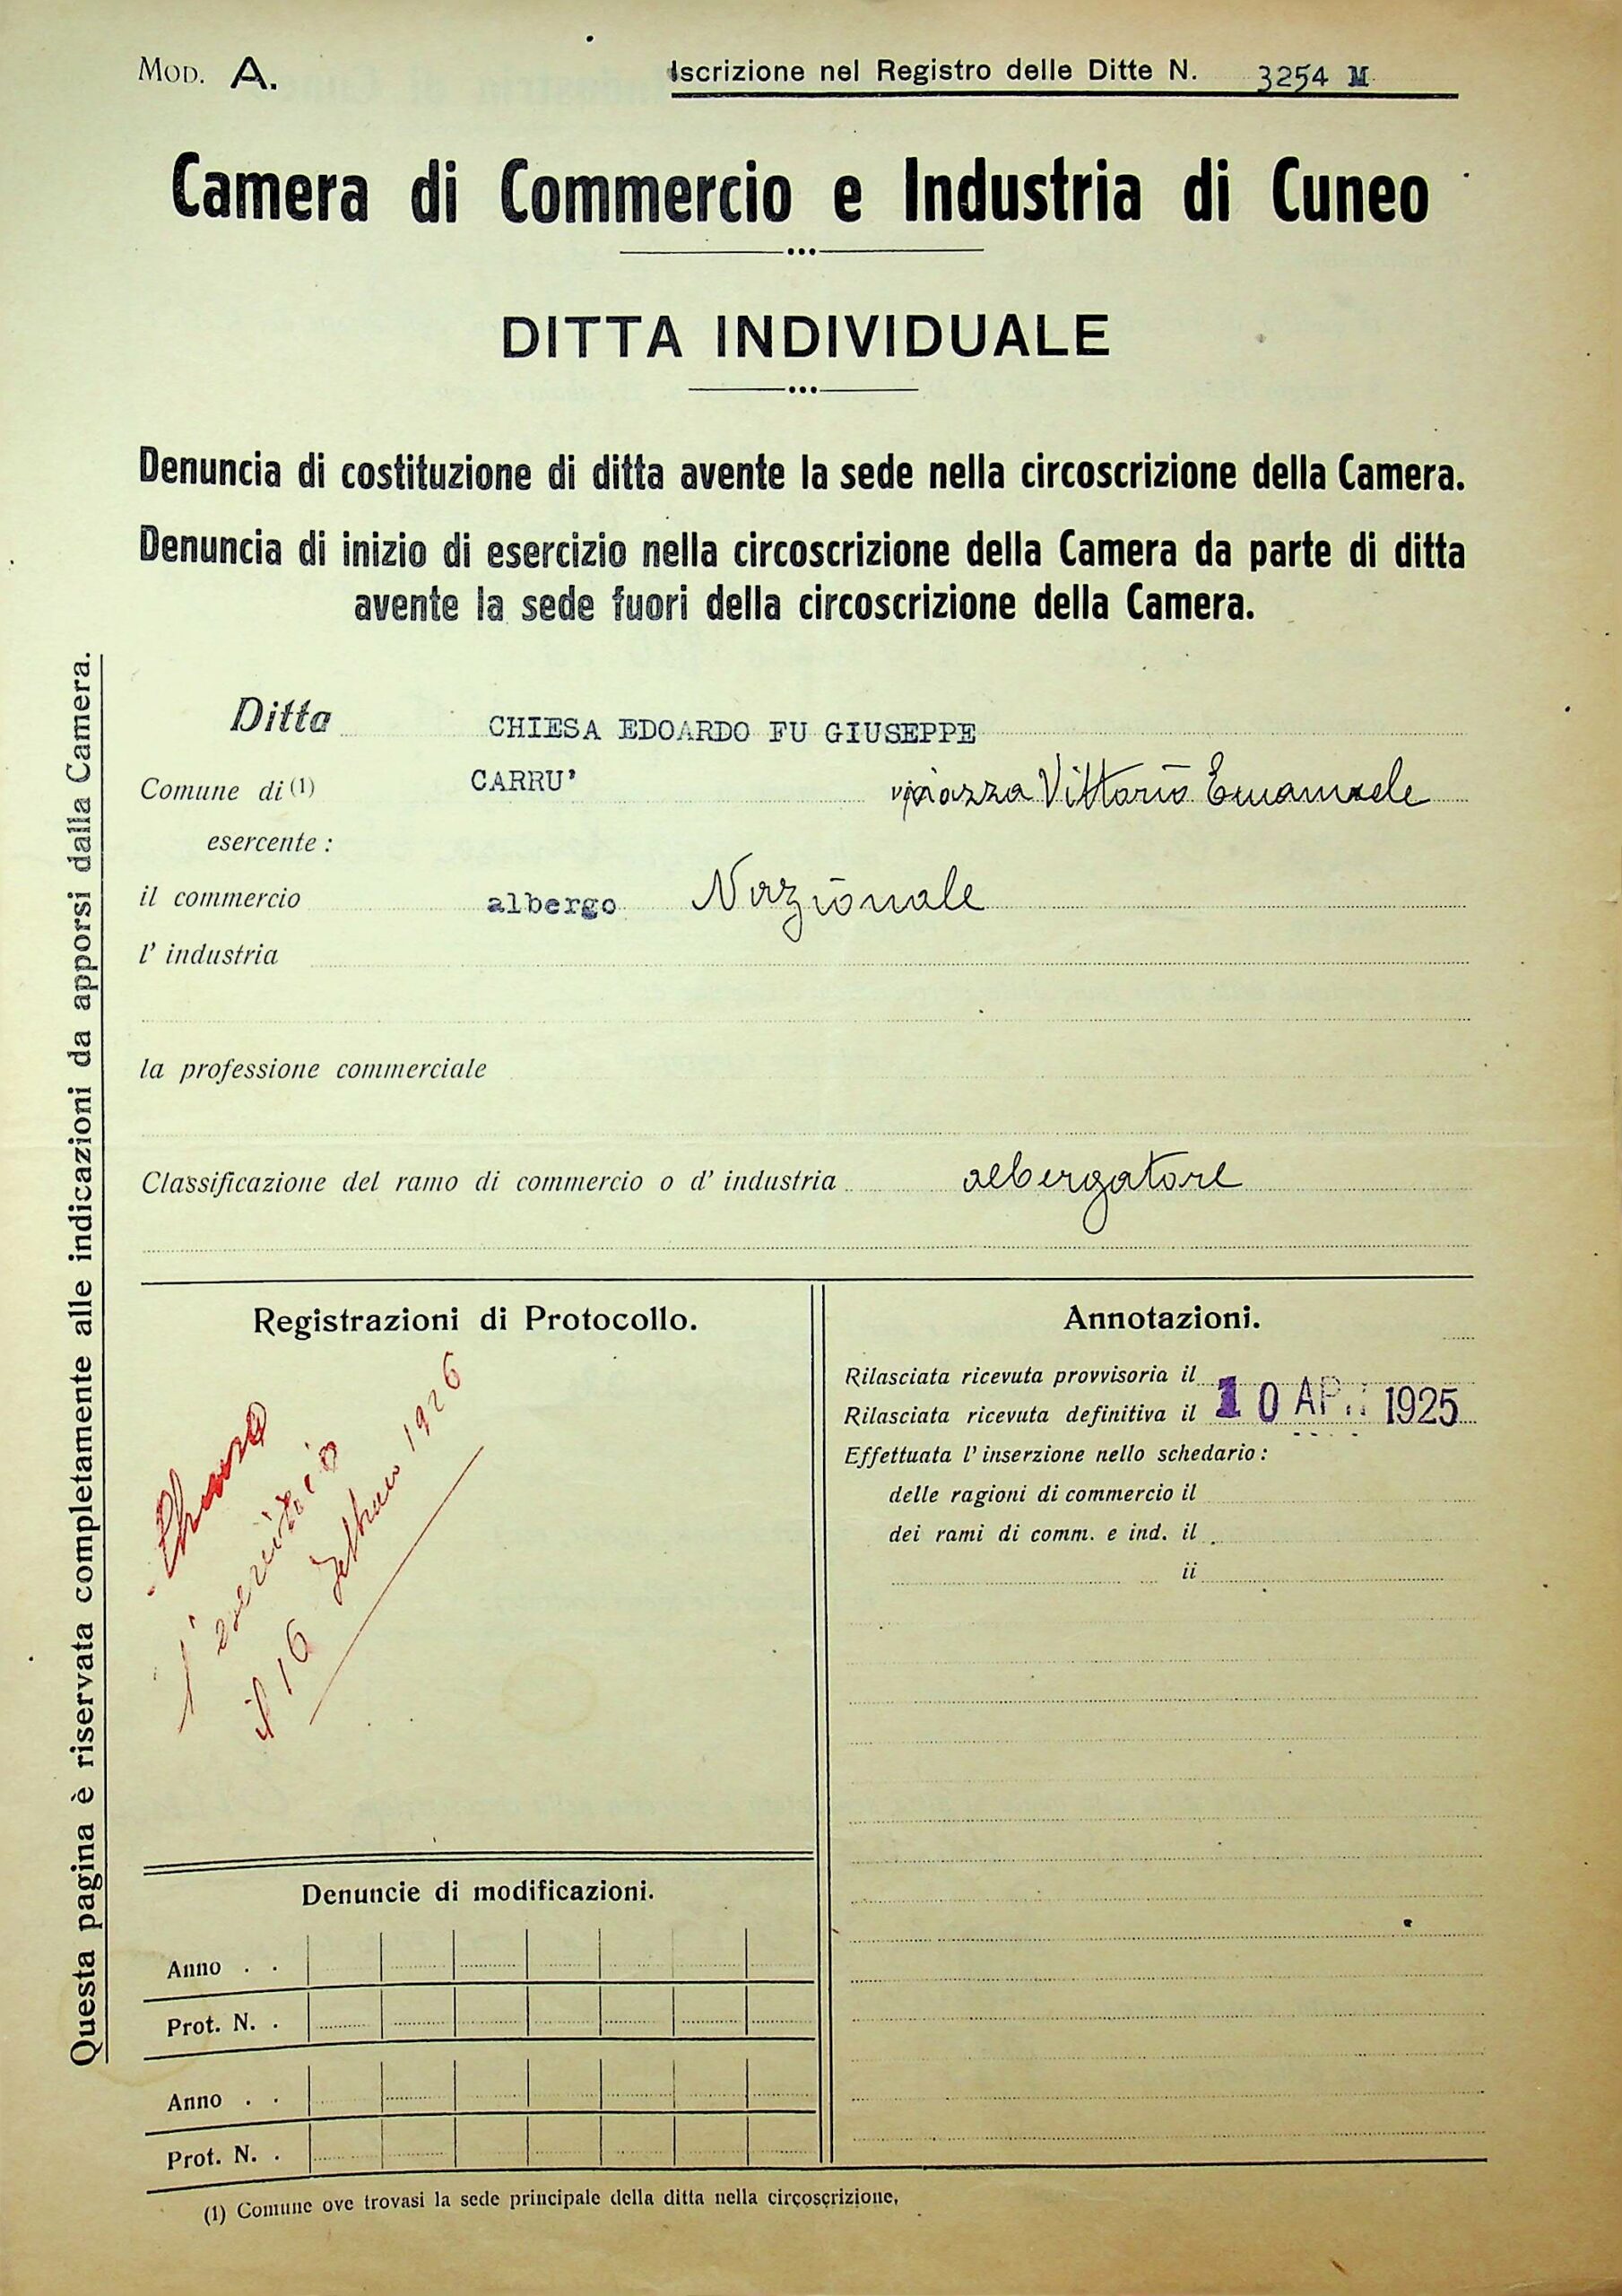 Mod. A.
Iscrizione nel Registro delle Ditte N. 3254 M
Camera di Commercio e Industria di Cuneo
DITTA INDIVIDUALE
Denuncia di costituzione di ditta avente la sede nella circoscrizione della Camera.
Denuncia di inizio di esercizio nella circoscrizione della Camera da parte di ditta
avente la sede fuori della circoscrizione della Camera.
Questa pagina è riservata completamente alle indicazioni da apporsi dalla Camera.
Ditta CHIESA EDOARDO FU GIUSEPPE
Comune di (1) CARRU' piazza Vittorio Emanuele
esercente :
il commercio albergo Nazionale
l' industria
la professione commerciale
Classificazione del ramo di commercio o d' industria albergatore
Registrazioni di Protocollo.
l'esercizio
il 16 1926
Denuncie di modificazioni.
Anno . .
Prot. N. .
Anno . .
Prot. N. .
Annotazioni.
Rilasciata ricevuta provvisoria il
Rilasciata ricevuta definitiva il 10 APR 1925
Effettuata l' inserzione nello schedario :
delle ragioni di commercio il
dei rami di comm. e ind. il
ii
(1) Comune ove trovasi la sede principale della ditta nella circoscrizione,